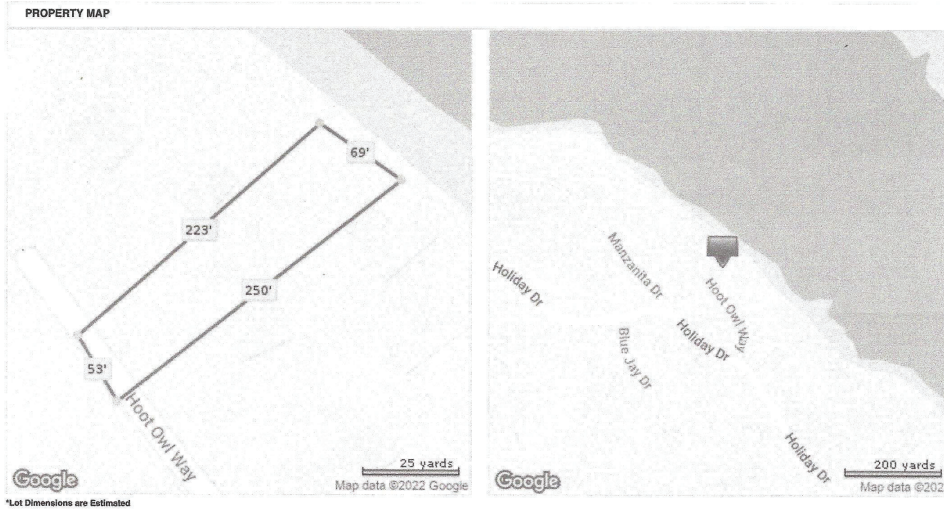 PROPERTY MAP
69'
223'
250'
53'
Hoot Owl Way
25 yards
Google
Map data ©2022 Google
Holiday Dr
Manzanita Dr
Hoot Owl Way
Blue Jay Dr
Holiday Dr
Holiday Dr
200 yards
Google
Map data ©202
*Lot Dimensions are Estimated